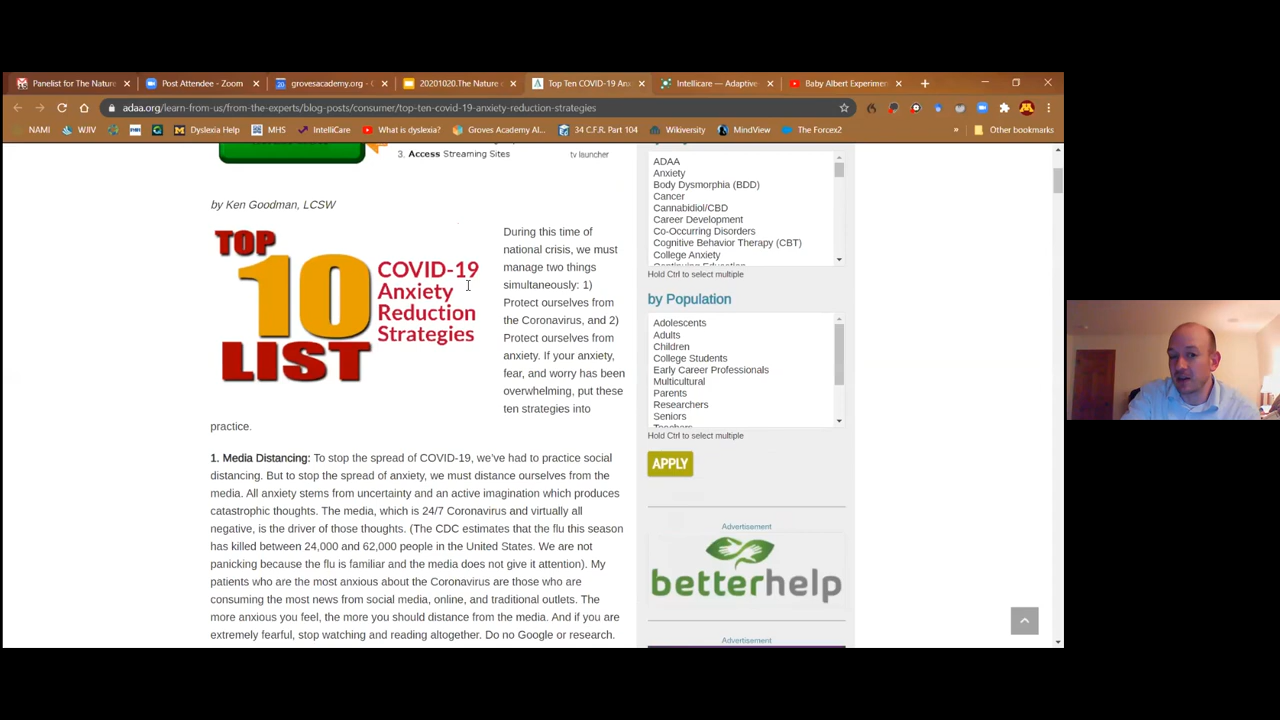 Panelist for The Nature
Post Attendee - Zoom
grovesacademy.org -
20201020.The Nature
Top Ten COVID-19 An
Intellicare — Adaptive
Baby Albert Experimen
adaa.org/learn-from-us/from-the-experts/blog-posts/consumer/top-ten-covid-19-anxiety-reduction-strategies
NAMI
WJIV
Dyslexia Help
MHS
IntelliCare
What is dyslexia?
Groves Academy Al...
34 C.F.R. Part 104
Wikiversity
MindView
The Forcex2
»
Other bookmarks
3. Access Streaming Sites
tv launcher
by Ken Goodman, LCSW
TOP
10
LIST
COVID-19
Anxiety
Reduction
Strategies
During this time of
national crisis, we must
manage two things
simultaneously: 1)
Protect ourselves from
the Coronavirus, and 2)
Protect ourselves from
anxiety. If your anxiety,
fear, and worry has been
overwhelming, put these
ten strategies into
practice.
1. Media Distancing: To stop the spread of COVID-19, we've had to practice social
distancing. But to stop the spread of anxiety, we must distance ourselves from the
media. All anxiety stems from uncertainty and an active imagination which produces
catastrophic thoughts. The media, which is 24/7 Coronavirus and virtually all
negative, is the driver of those thoughts. (The CDC estimates that the flu this season
has killed between 24,000 and 62,000 people in the United States. We are not
panicking because the flu is familiar and the media does not give it attention). My
patients who are the most anxious about the Coronavirus are those who are
consuming the most news from social media, online, and traditional outlets. The
more anxious you feel, the more you should distance from the media. And if you are
extremely fearful, stop watching and reading altogether. Do no Google or research.
ADAA
Anxiety
Body Dysmorphia (BDD)
Cancer
Cannabidiol/CBD
Career Development
Co-Occurring Disorders
Cognitive Behavior Therapy (CBT)
College Anxiety
Continuing Education
Hold Ctrl to select multiple
by Population
Adolescents
Adults
Children
College Students
Early Career Professionals
Multicultural
Parents
Researchers
Seniors
Teachers
Hold Ctrl to select multiple
APPLY
Advertisement
betterhelp
Advertisement